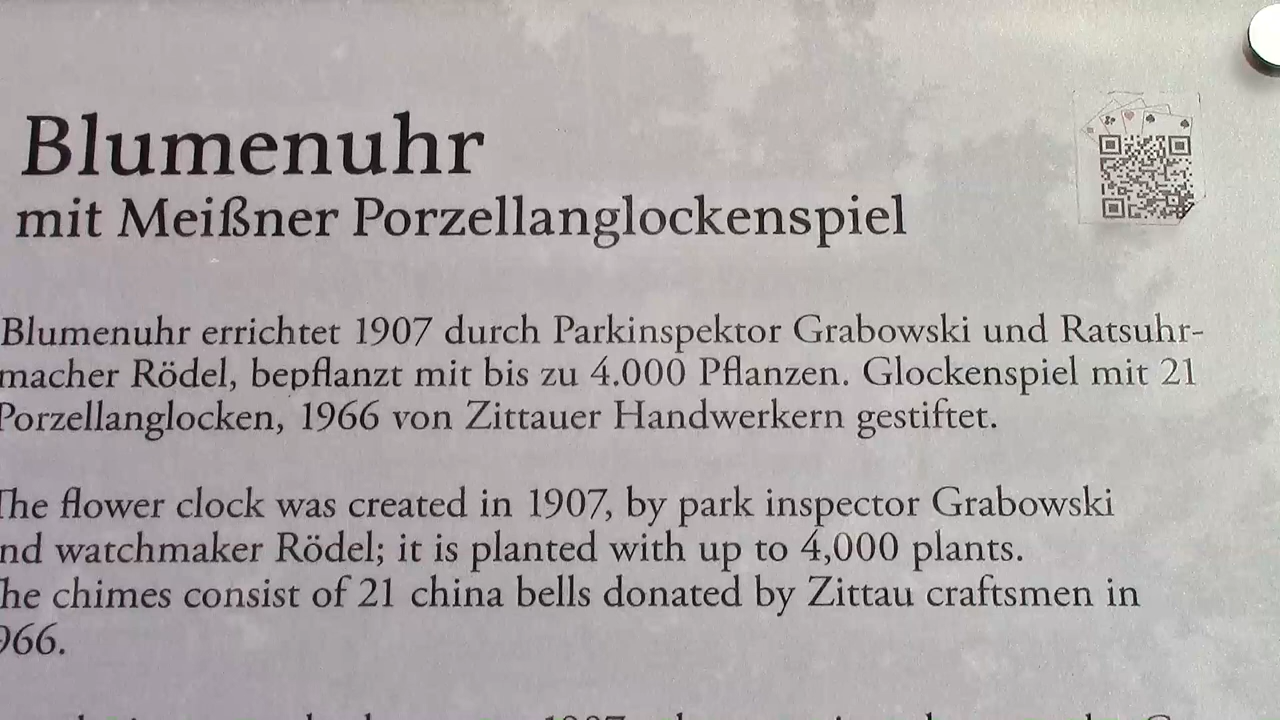 Blumenuhr
mit Meißner Porzellanglockenspiel
Blumenuhr errichtet 1907 durch Parkinspektor Grabowski und Ratsuhr-
macher Rödel, bepflanzt mit bis zu 4.000 Pflanzen. Glockenspiel mit 21
Porzellanglocken, 1966 von Zittauer Handwerkern gestiftet.
The flower clock was created in 1907, by park inspector Grabowski
nd watchmaker Rödel; it is planted with up to 4,000 plants.
he chimes consist of 21 china bells donated by Zittau craftsmen in
966.